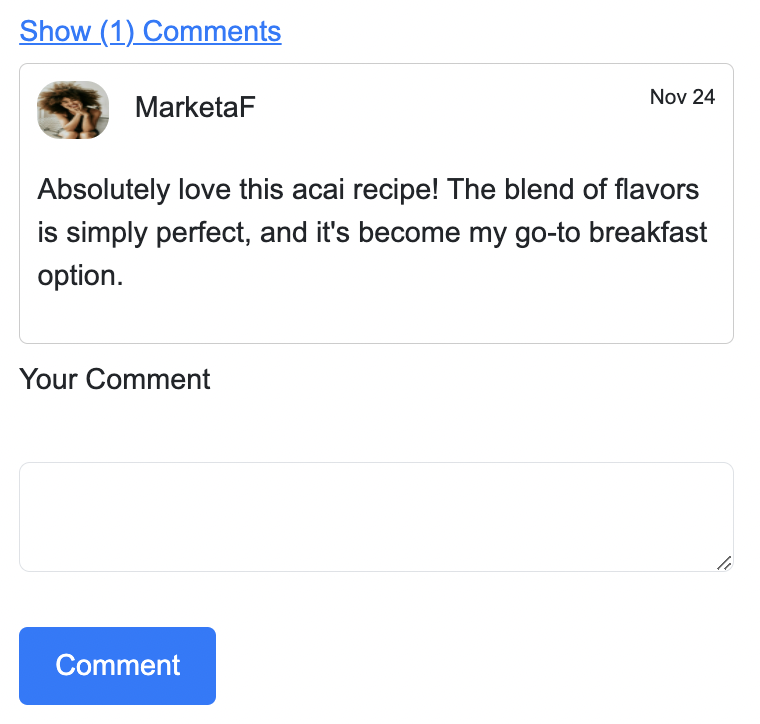 Show (1) Comments
MarketaF
Nov 24
Absolutely love this acai recipe! The blend of flavors
is simply perfect, and it's become my go-to breakfast
option.
Your Comment
Comment